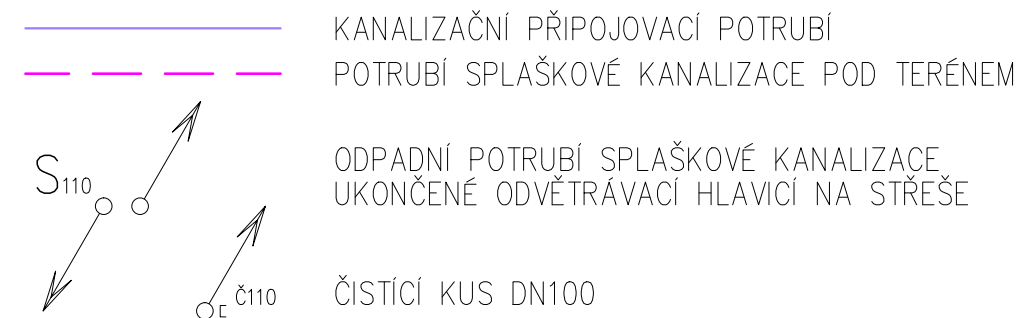 KANALIZAČNÍ PŘIPOJOVACÍ POTRUBÍ
POTRUBÍ SPLAŠKOVÉ KANALIZACE POD TERÉNEM
S110
ODPADNÍ POTRUBÍ SPLAŠKOVÉ KANALIZACE
UKONČENÉ ODVĚTRÁVACÍ HLAVICÍ NA STŘEŠE
Č110
ČISTÍCÍ KUS DN100